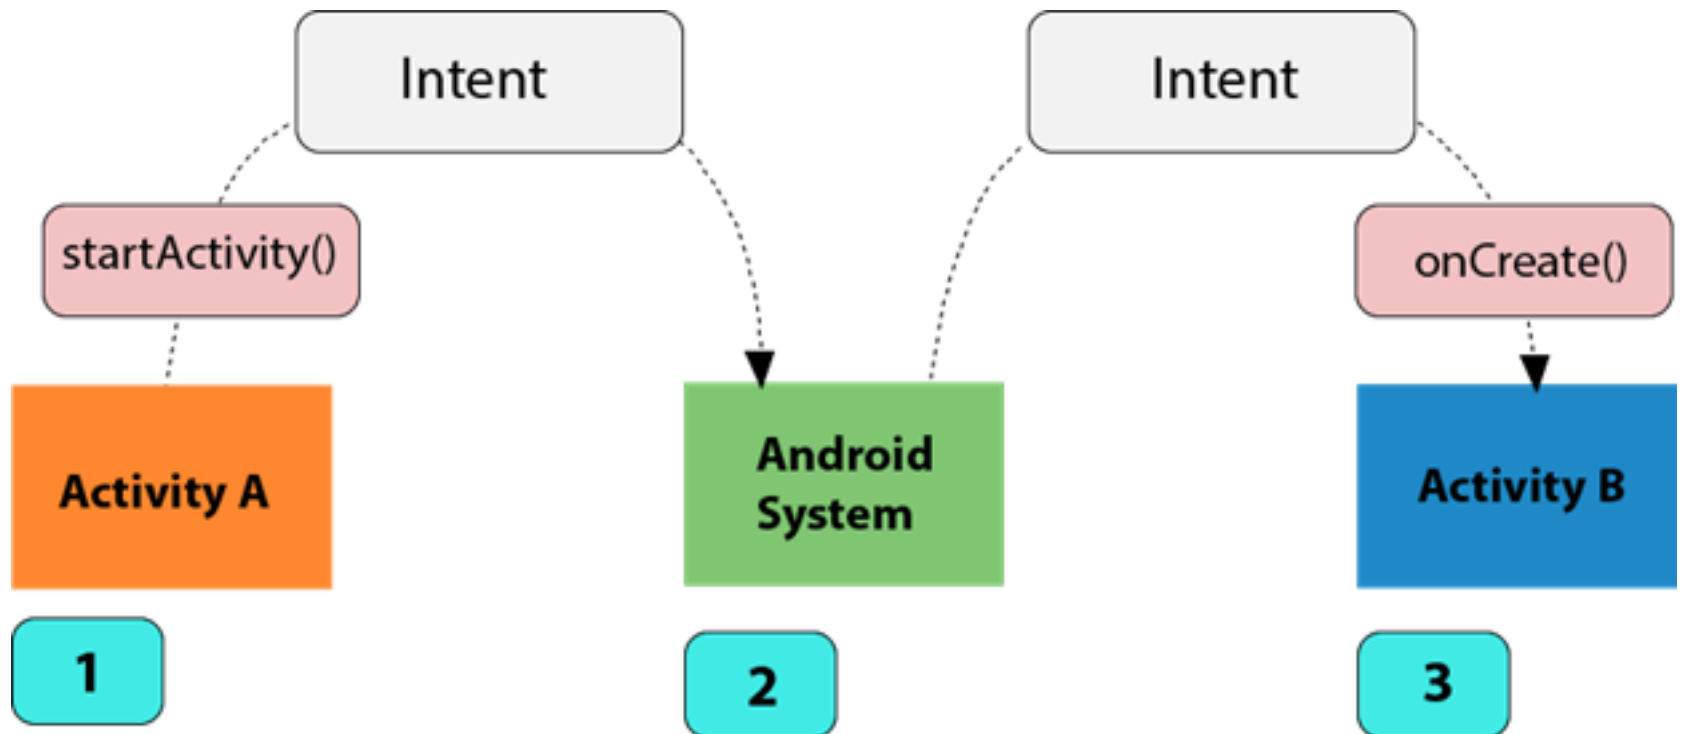 Intent
Intent
startActivity()
onCreate()
Activity A
Android
System
Activity B
1
2
3